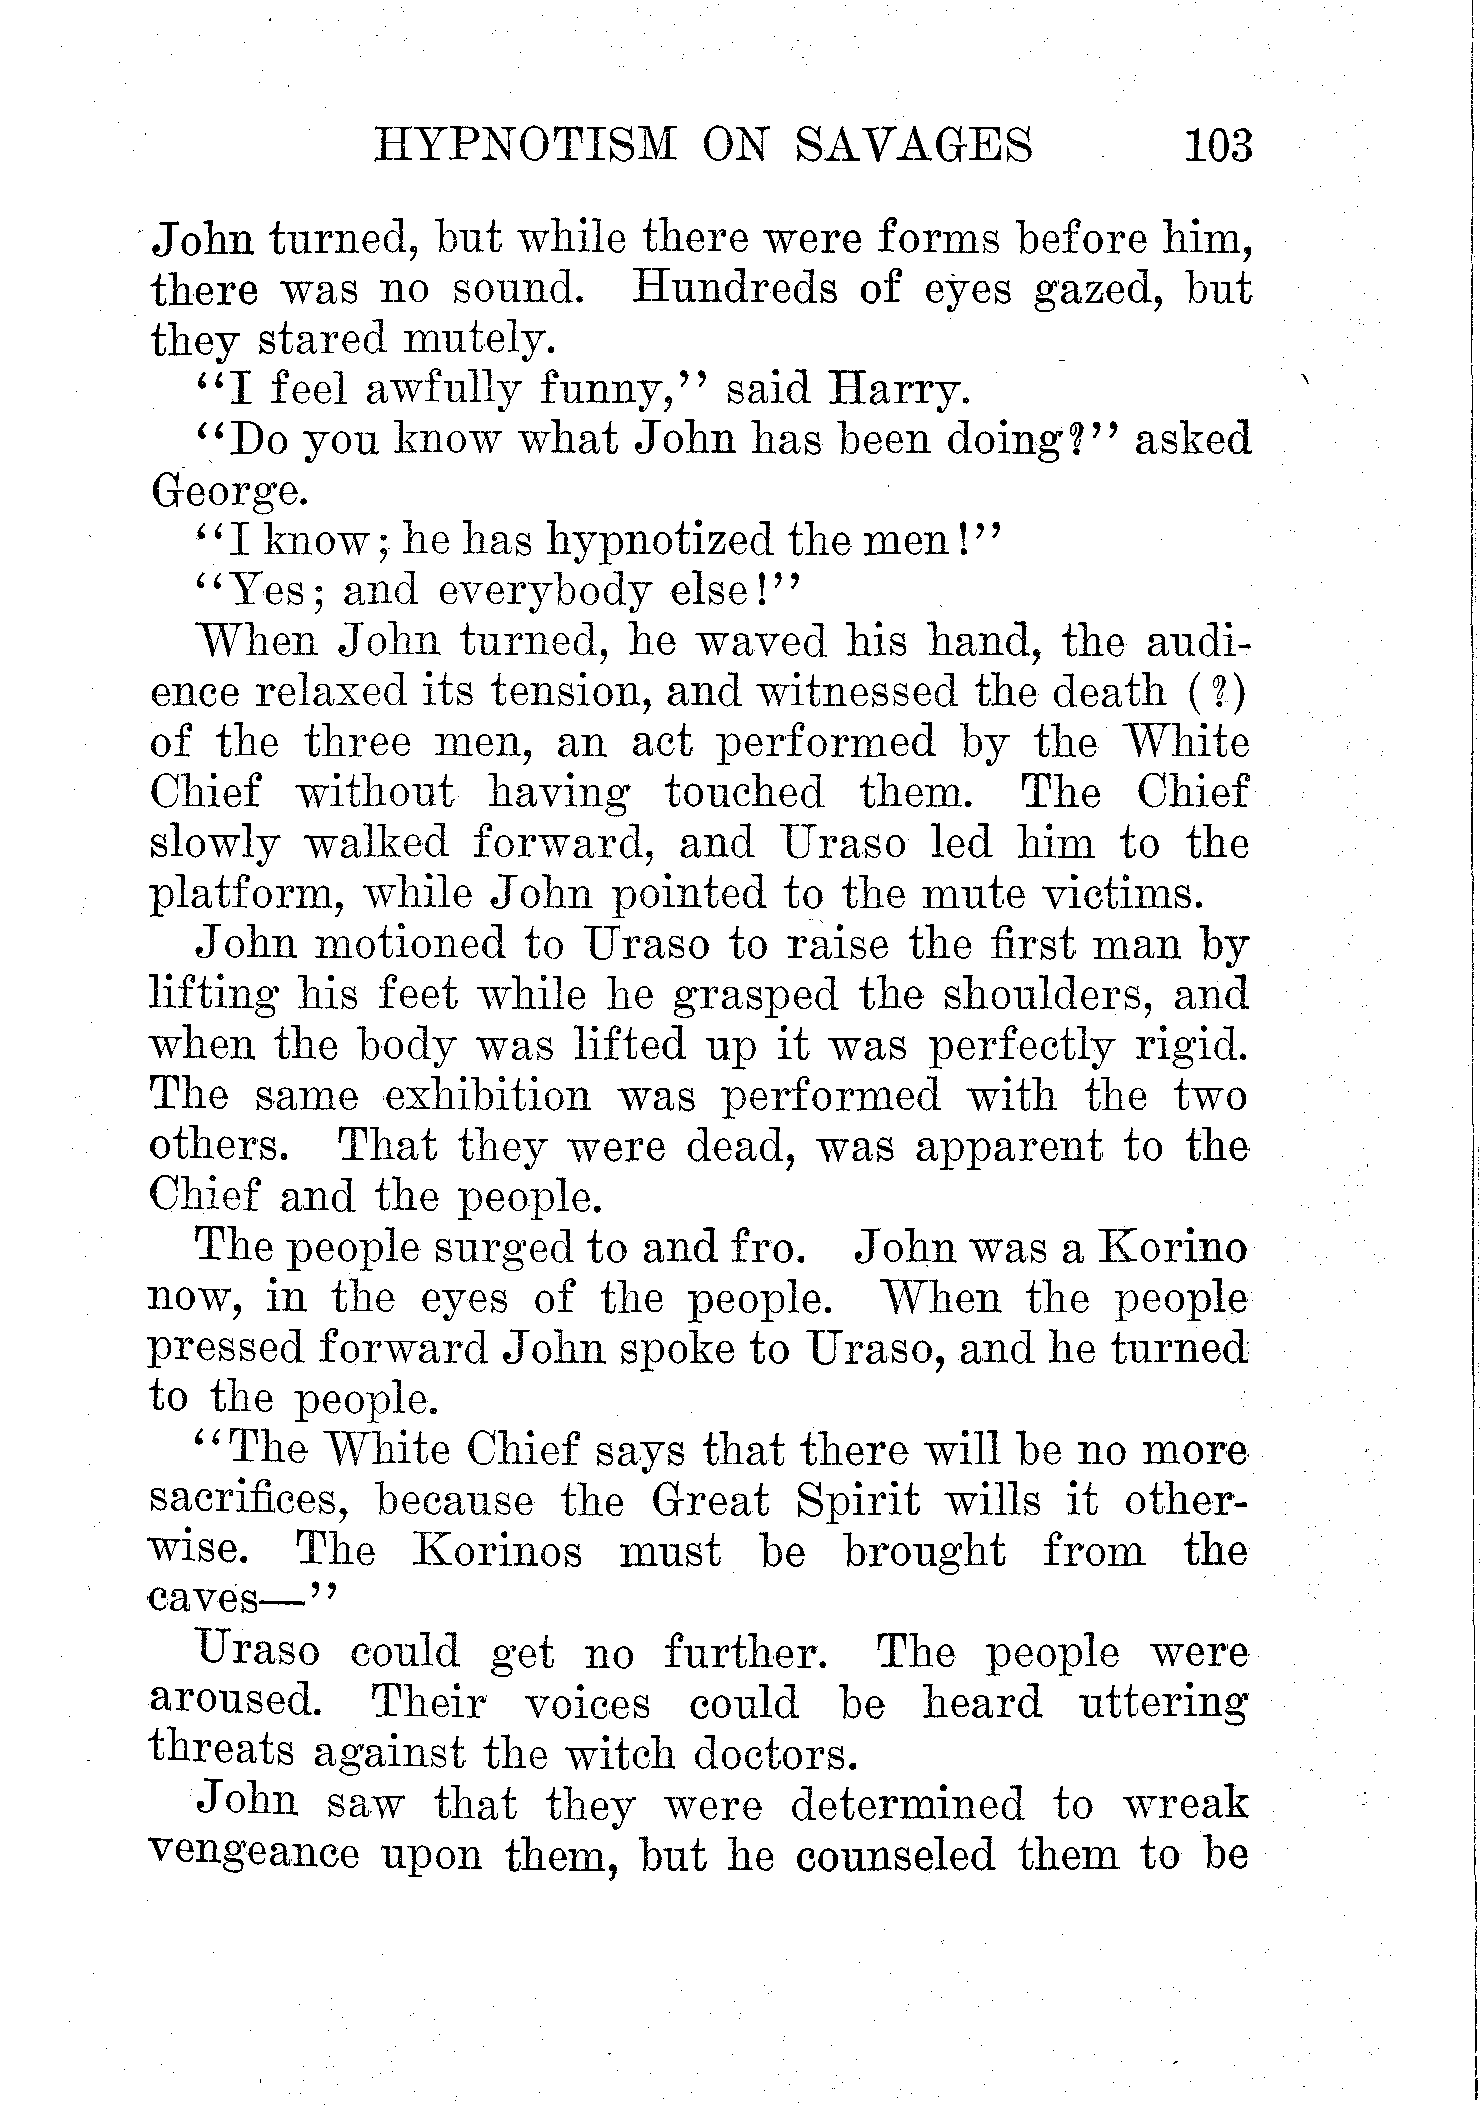 HYPNOTISM ON SAVAGES 103
John turned, but while there were forms before him,
there was no sound. Hundreds of eyes gazed, but
they stared mutely.
"I feel awfully funny," said Harry.
"Do you know what John has been doing?" asked
George.
"I know; he has hypnotized the men!"
"Yes; and everybody else!"
When John turned, he waved his hand, the audi-
ence relaxed its tension, and witnessed the death (?)
of the three men, an act performed by the White
Chief without having touched them. The Chief
slowly walked forward, and Uraso led him to the
platform, while John pointed to the mute victims.
John motioned to Uraso to raise the first man by
lifting his feet while he grasped the shoulders, and
when the body was lifted up it was perfectly rigid.
The same exhibition was performed with the two
others. That they were dead, was apparent to the
Chief and the people.
The people surged to and fro. John was a Korino
now, in the eyes of the people. When the people
pressed forward John spoke to Uraso, and he turned
to the people.
"The White Chief says that there will be no more
sacrifices, because the Great Spirit wills it other-
wise. The Korinos must be brought from the
caves—"
Uraso could get no further. The people were
aroused. Their voices could be heard uttering
threats against the witch doctors.
John saw that they were determined to wreak
vengeance upon them, but he counseled them to be